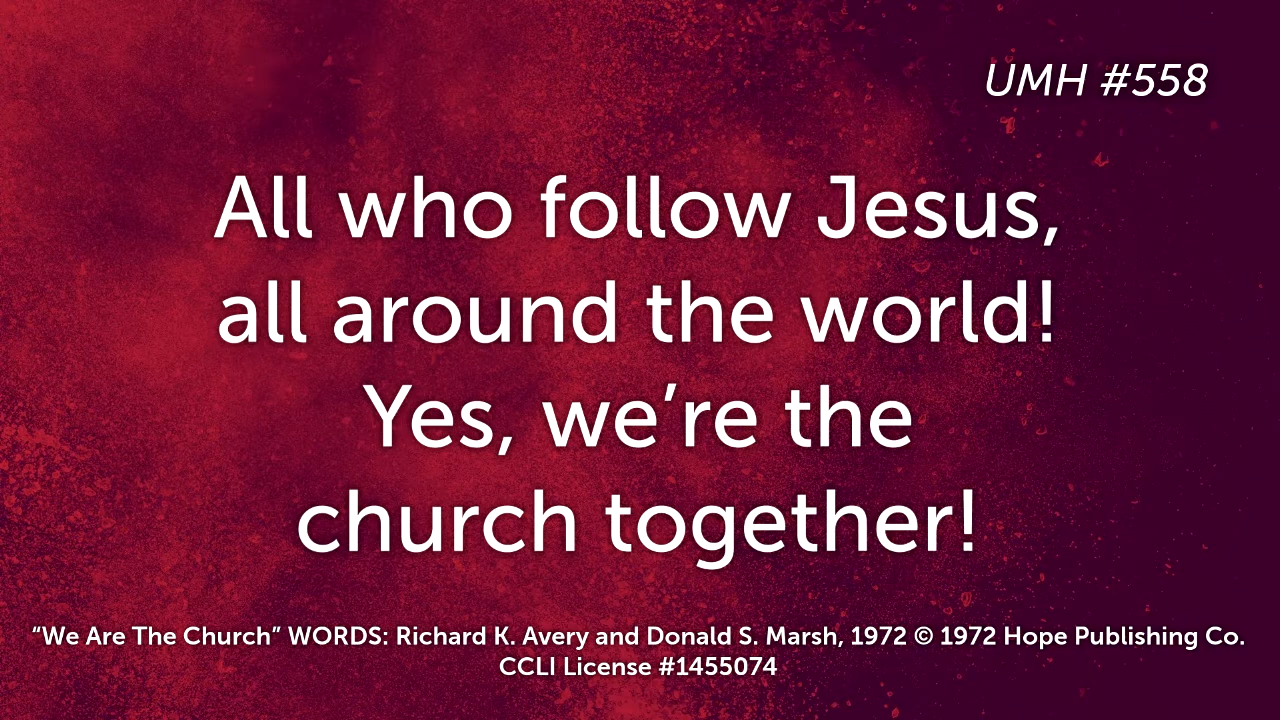 UMH #558
All who follow Jesus,
all around the world!
Yes, we’re the
church together!
“We Are The Church” WORDS: Richard K. Avery and Donald S. Marsh, 1972 © 1972 Hope Publishing Co.
CCLI License #1455074